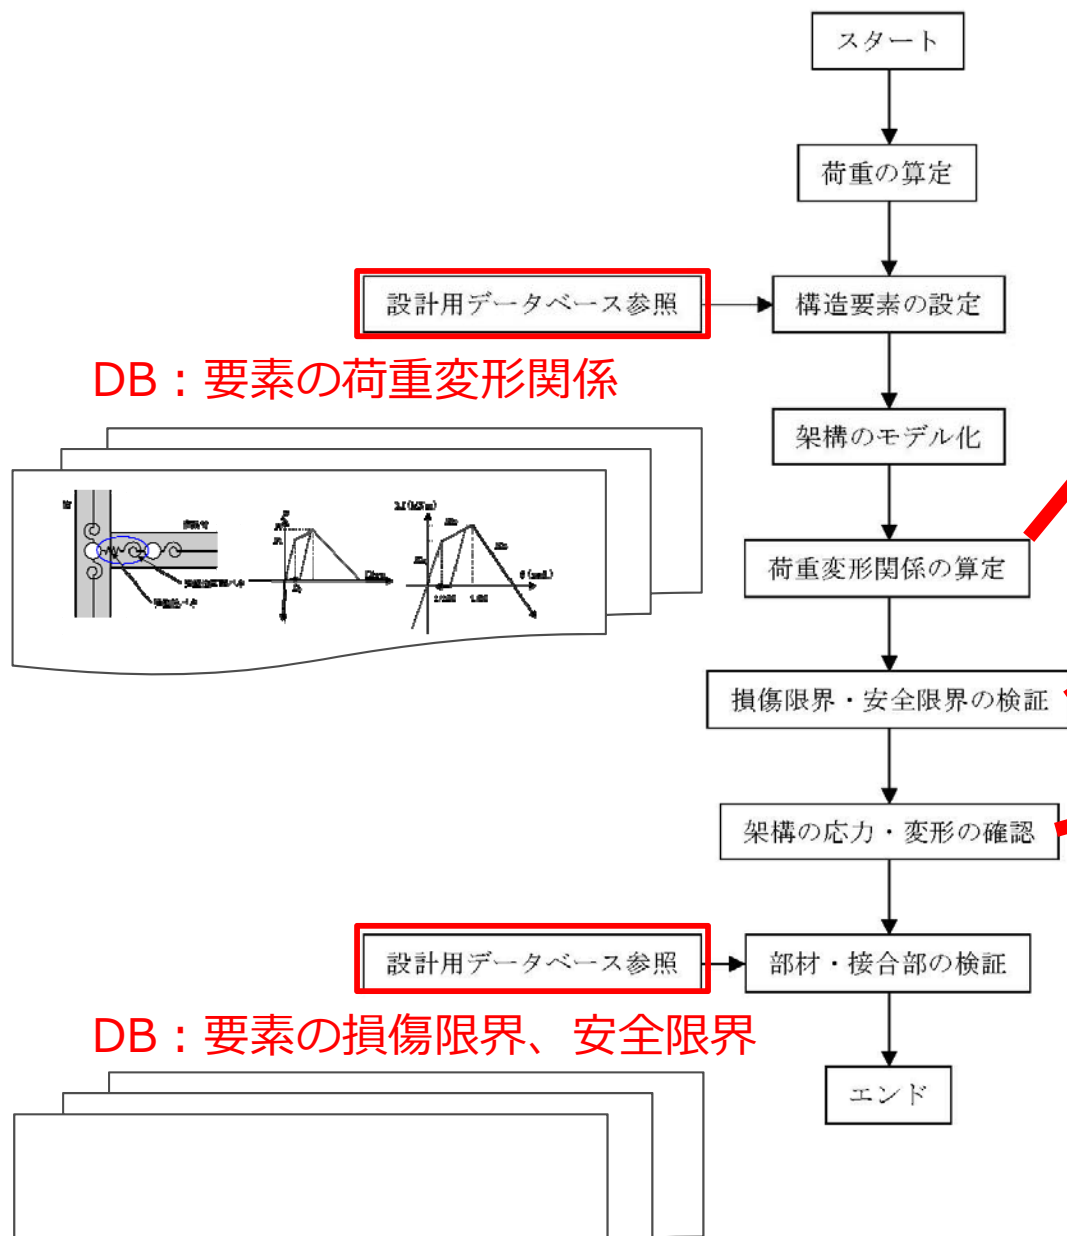 スタート
荷重の算定
設計用データベース参照
構造要素の設定
DB：要素の荷重変形関係
架構のモデル化
荷重変形関係の算定
損傷限界・安全限界の検証
架構の応力・変形の確認
設計用データベース参照
部材・接合部の検証
DB：要素の損傷限界、安全限界
エンド